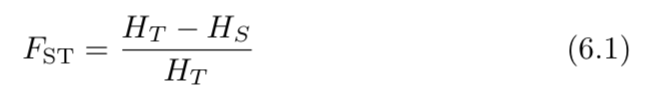 F_ST = (H_T − H_S) / H_T (6.1)